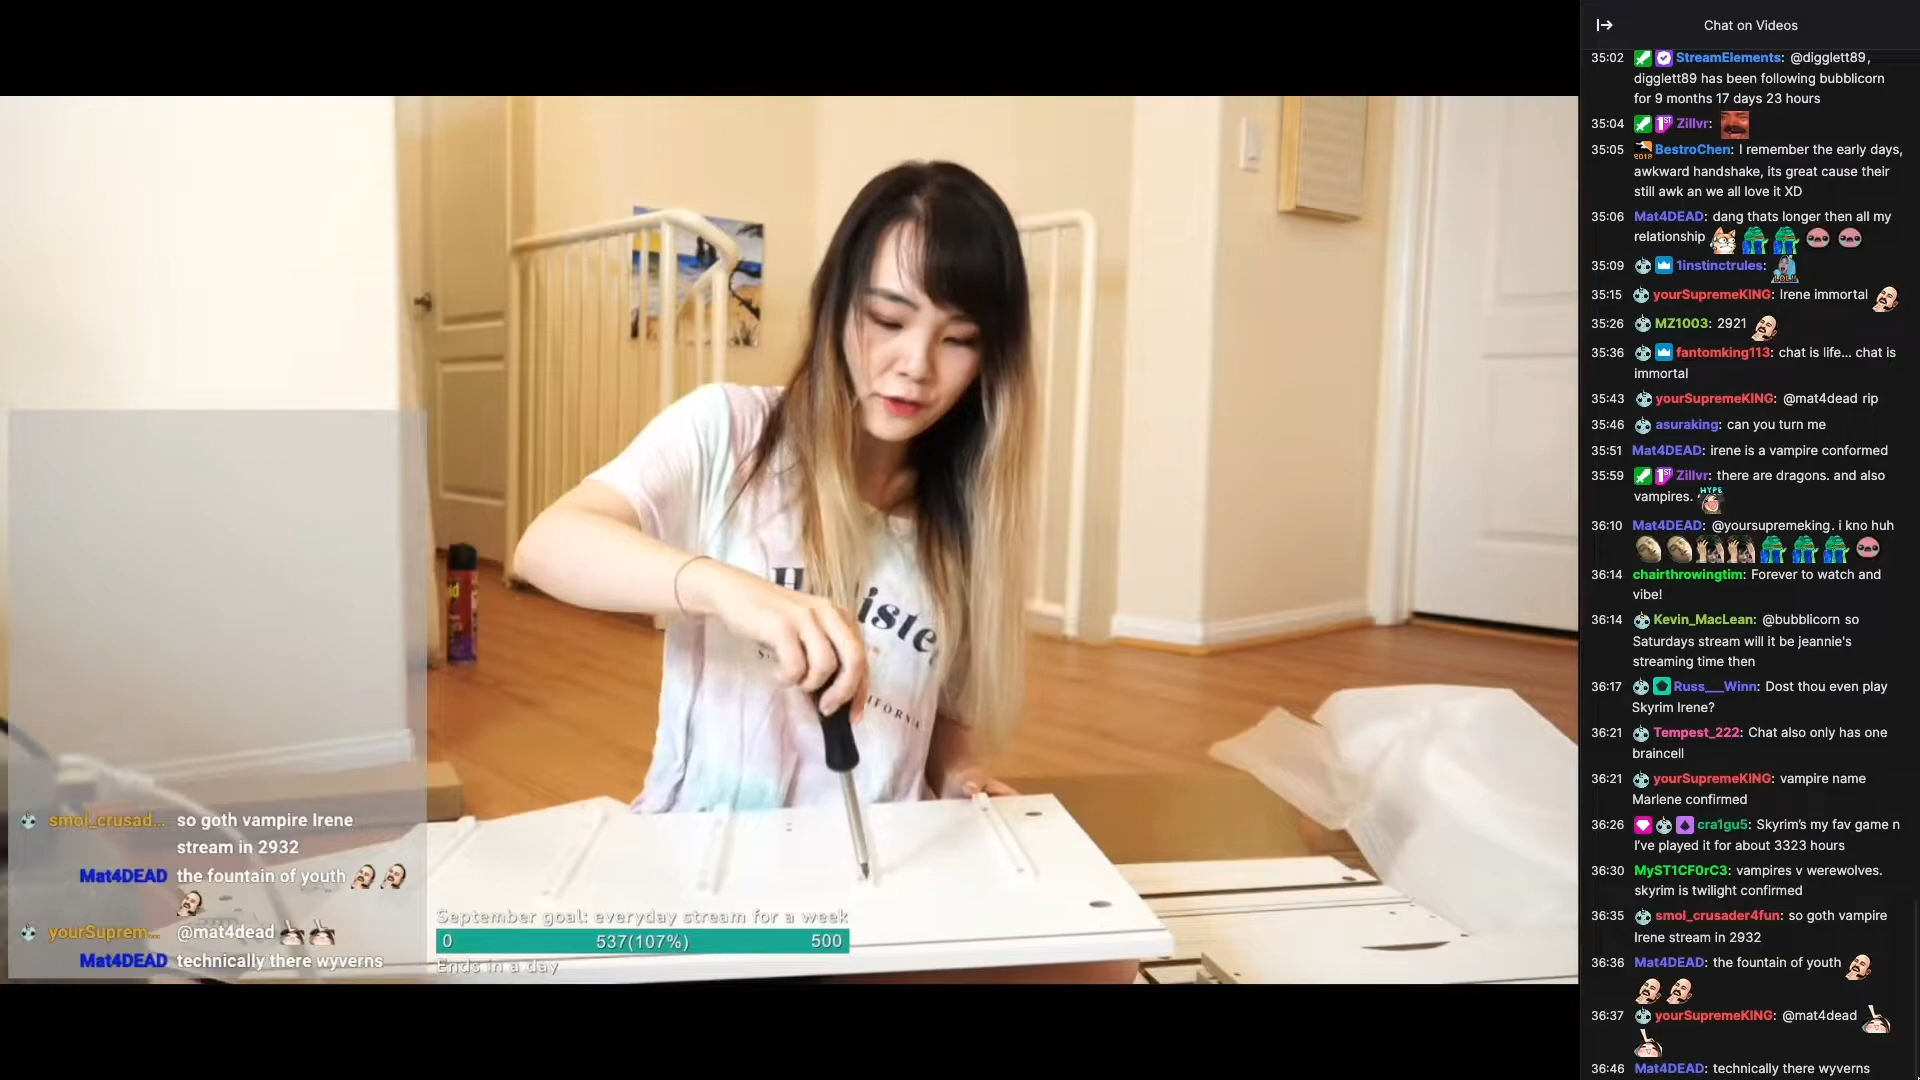 Chat on Videos
35:02 StreamElements: @digglett89,
digglett89 has been following bubblicorn
for 9 months 17 days 23 hours
35:04 Zillvr:
35:05 BestroChen: I remember the early days,
awkward handshake, its great cause their
still awk an we all love it XD
35:06 Mat4DEAD: dang thats longer then all my
relationship
35:09 1instinctrules:
35:15 yourSupremeKING: Irene immortal
35:26 MZ1003: 2921
35:36 fantomking113: chat is life... chat is
immortal
35:43 yourSupremeKING: @mat4dead rip
35:46 asuraking: can you turn me
35:51 Mat4DEAD: irene is a vampire conformed
35:59 Zillvr: there are dragons. and also
vampires. HYPE
36:10 Mat4DEAD: @yoursupremeking. i kno huh
36:14 chairthrowingtim: Forever to watch and
vibe!
36:14 Kevin_MacLean: @bubblicorn so
Saturdays stream will it be jeannie's
streaming time then
36:17 Russ___Winn: Dost thou even play
Skyrim Irene?
36:21 Tempest_222: Chat also only has one
braincell
36:21 yourSupremeKING: vampire name
Marlene confirmed
36:26 cra1gu5: Skyrim's my fav game n
I've played it for about 3323 hours
36:30 MyST1CF0rC3: vampires v werewolves.
skyrim is twilight confirmed
36:35 smol_crusader4fun: so goth vampire
Irene stream in 2932
36:36 Mat4DEAD: the fountain of youth
36:37 yourSupremeKING: @mat4dead
36:46 Mat4DEAD: technically there wyverns
smol_crusad... so goth vampire Irene
stream in 2932
Mat4DEAD the fountain of youth
yourSuprem... @mat4dead
Mat4DEAD technically there wyverns
September goal: everyday stream for a week
0 537(107%) 500
Ends in a day